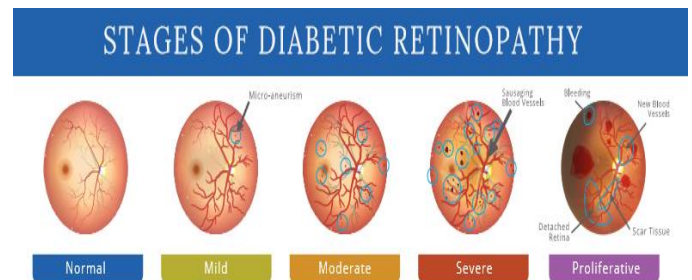 STAGES OF DIABETIC RETINOPATHY
Micro-aneurism
Sausaging
Blood Vessels
Bleeding
New Blood
Vessels
Detached
Retina
Scar Tissue
Normal
Mild
Moderate
Severe
Proliferative